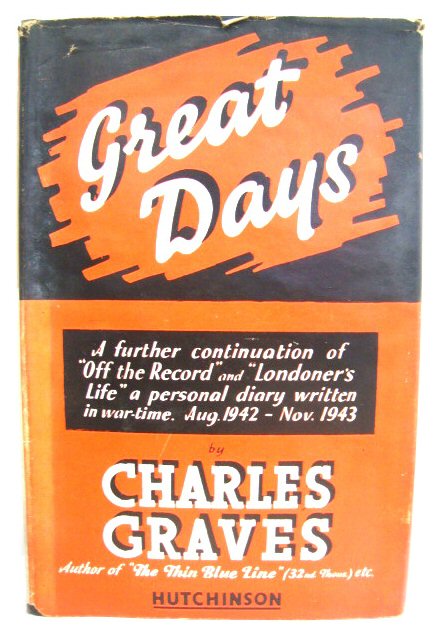 Great
Days
A further continuation of
"Off the Record" and "Londoner's
Life" a personal diary written
in war-time. Aug. 1942 - Nov. 1943
by
CHARLES
GRAVES
Author of "The Thin Blue Line" (32nd Thous.) etc.
HUTCHINSON